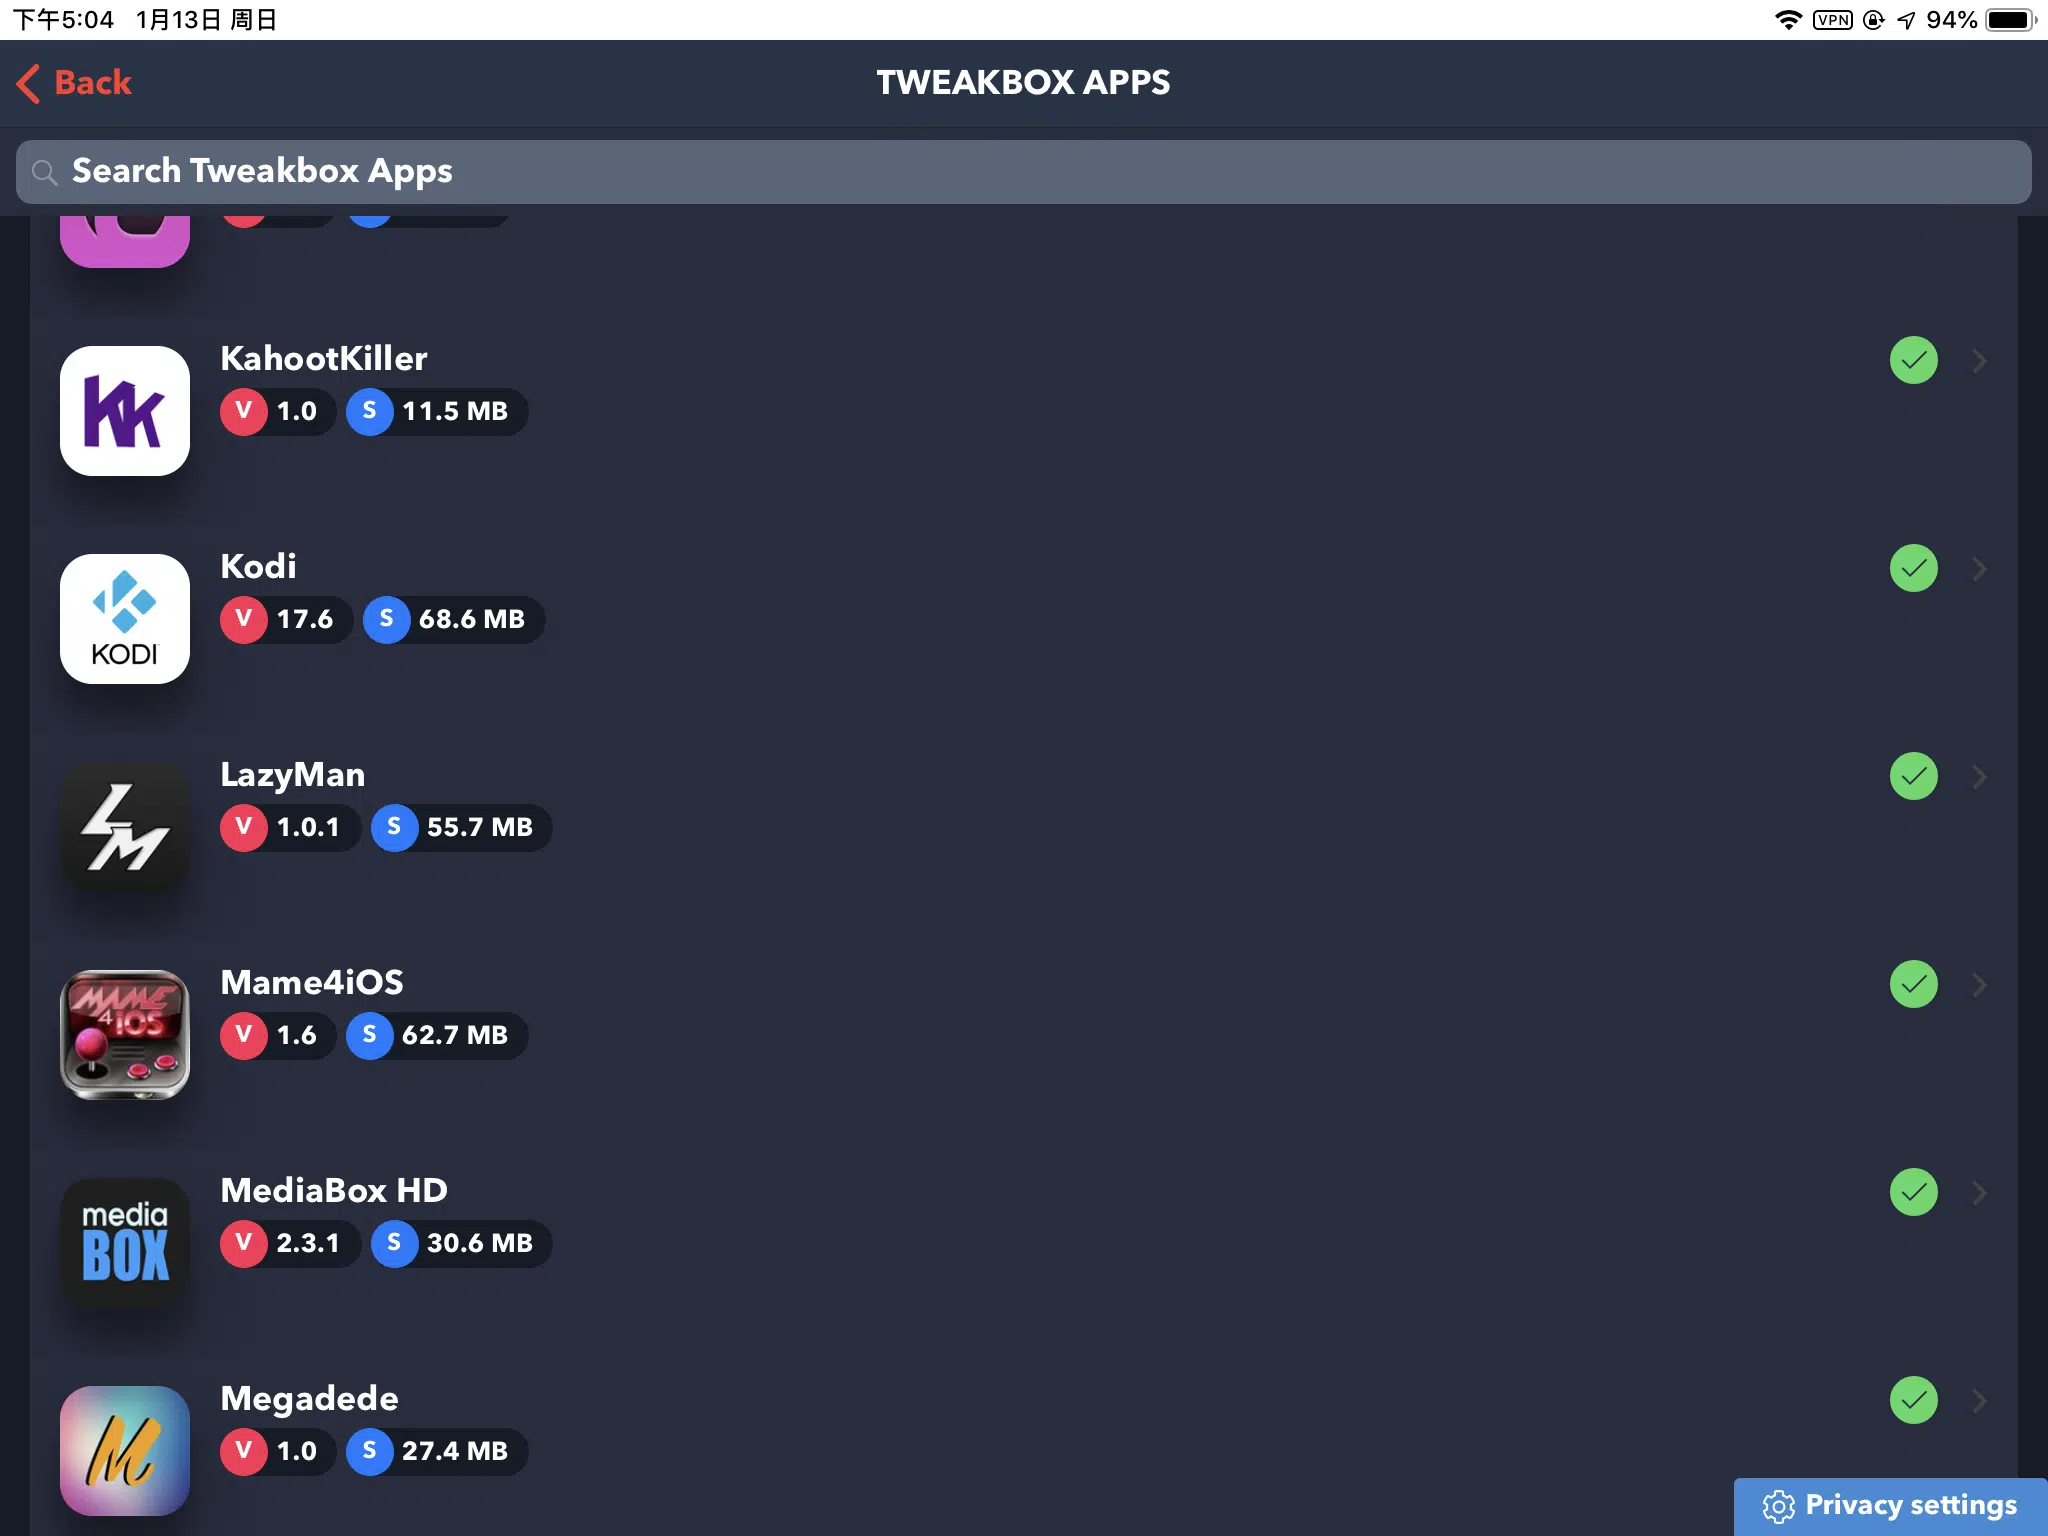 下午5:04 1月13日 周日 VPN 94%
Back TWEAKBOX APPS
Search Tweakbox Apps
KahootKiller
V 1.0 S 11.5 MB
KK
Kodi
V 17.6 S 68.6 MB
KODI
LazyMan
V 1.0.1 S 55.7 MB
LM
Mame4iOS
V 1.6 S 62.7 MB
MAME
4iOS
MediaBox HD
V 2.3.1 S 30.6 MB
media
BOX
Megadede
V 1.0 S 27.4 MB
M
Privacy settings